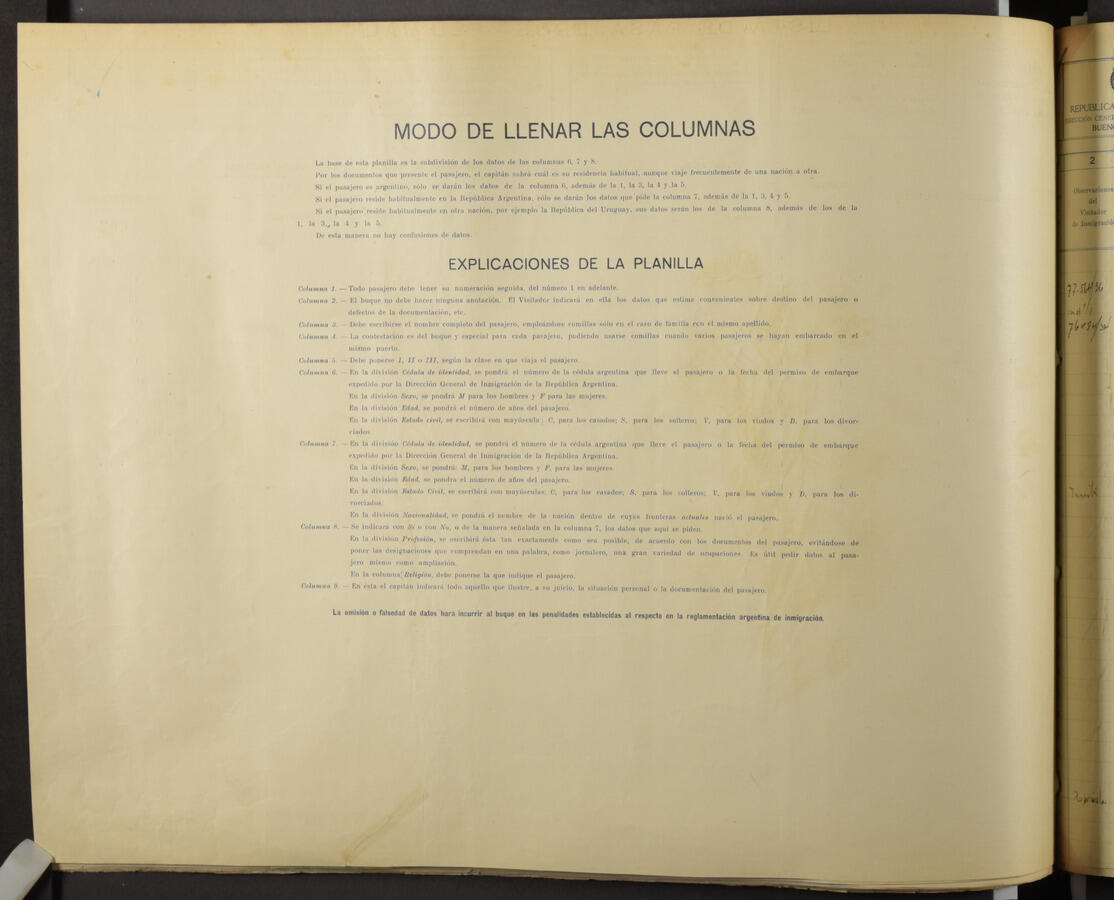 MODO DE LLENAR LAS COLUMNAS
La base de esta planilla es la subdivisión de los datos de las columnas 6, 7 y 8.
Por los documentos que presente el pasajero, el capitán sabrá cuál es su residencia habitual, aunque viaje frecuentemente de una nación a otra.
Si el pasajero es argentino, sólo se darán los datos de la columna 6, además de la 1, la 3, la 4 y la 5.
Si el pasajero reside habitualmente en la República Argentina, sólo se darán los datos que pide la columna 7, además de la 1, 3, 4 y 5.
Si el pasajero reside habitualmente en otra nación, por ejemplo la República del Uruguay, sus datos serán los de la columna 8, además de los de la
1, la 3, la 4 y la 5.
De esta manera no hay confusiones de datos.
EXPLICACIONES DE LA PLANILLA
Columna 1. — Todo pasajero debe tener su numeración seguida, del número 1 en adelante.
Columna 2. — El buque no debe hacer ninguna anotación. El Visitador indicará en ella los datos que estime convenientes sobre destino del pasajero o
defectos de la documentación, etc.
Columna 3. — Debe escribirse el nombre completo del pasajero, empleándose comillas sólo en el caso de familia con el mismo apellido.
Columna 4. — La contestación es del buque y especial para cada pasajero, pudiendo usarse comillas cuando varios pasajeros se hayan embarcado en el
mismo puerto.
Columna 5. — Debe ponerse I, II o III, según la clase en que viaja el pasajero.
Columna 6. — En la división Cédula de identidad, se pondrá el número de la cédula argentina que lleve el pasajero o la fecha del permiso de embarque
expedido por la Dirección General de Inmigración de la República Argentina.
En la división Sexo, se pondrá M para los hombres y F para las mujeres.
En la división Edad, se pondrá el número de años del pasajero.
En la división Estado civil, se escribirá con mayúscula: C, para los casados; S, para los solteros; V, para los viudos y D, para los divor-
ciados.
Columna 7. — En la división Cédula de identidad, se pondrá el número de la cédula argentina que lleve el pasajero o la fecha del permiso de embarque
expedido por la Dirección General de Inmigración de la República Argentina.
En la división Sexo, se pondrá: M, para los hombres y F, para las mujeres.
En la división Edad, se pondra el número de años del pasajero.
En la división Estado Civil, se escribirá con mayúsculas: C, para los casados; S, para los solteros; V, para los viudos y D, para los di-
vorciados.
En la división Nacionalidad, se pondrá el nombre de la nación dentro de cuyas fronteras actuales nació el pasajero.
Columna 8. — Se indicará con Si o con No, o de la manera señalada en la columna 7, los datos que aquí se piden.
En la división Profesión, se escribirá ésta tan exactamente como sea posible, de acuerdo con los documentos del pasajero, evitándose de
poner las designaciones que comprendan en una palabra, como jornalero, una gran variedad de ocupaciones. Es útil pedir datos al pasa-
jero mismo como ampliación.
En la columna Religión, debe ponerse la que indique el pasajero.
Columna 9. — En ésta el capitán indicará todo aquello que ilustre, a su juicio, la situación personal o la documentación del pasajero.
La omisión o falsedad de datos hará incurrir al buque en las penalidades establecidas al respecto en la reglamentación argentina de inmigración.
REPUBLICA
BUEN
2
Observaciones
del
Visitador
de Inmigració